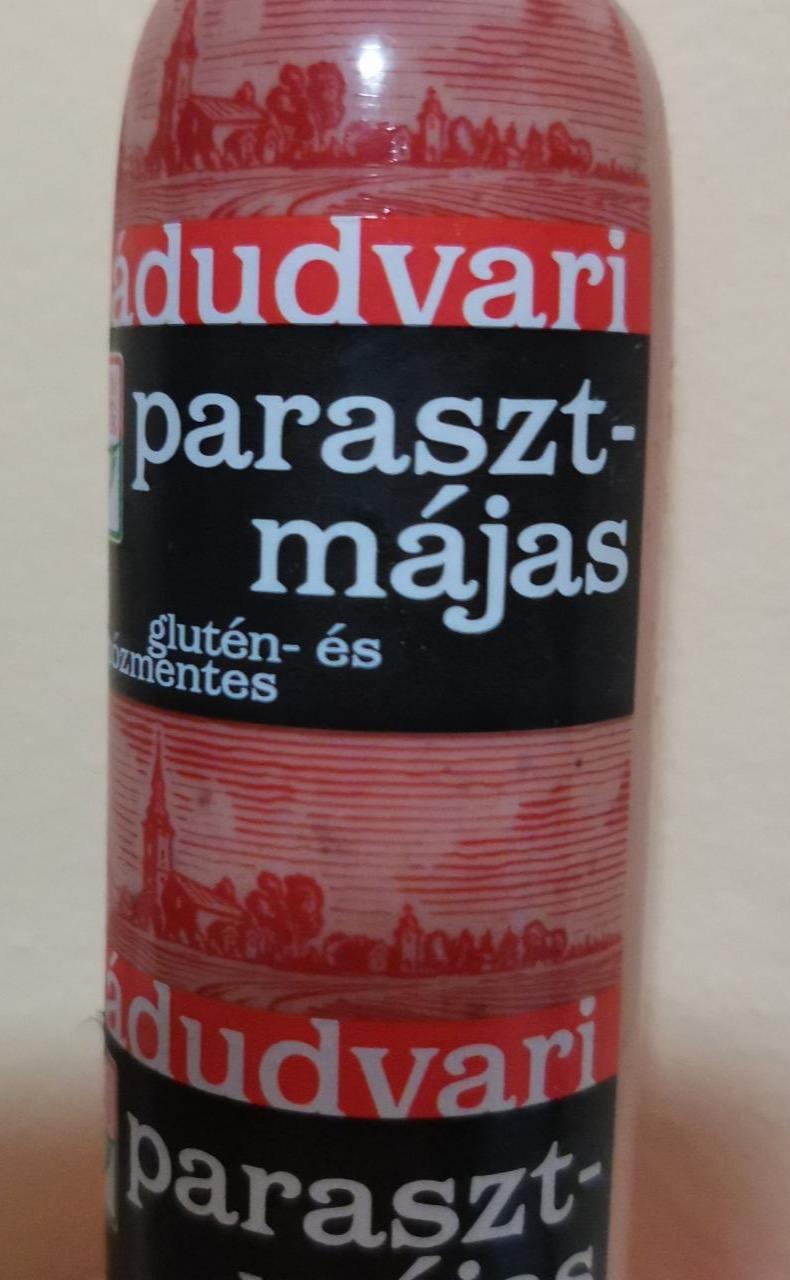 ádudvari
paraszt-
májas
glutén- és
ózmentes
ádudvari
paraszt-